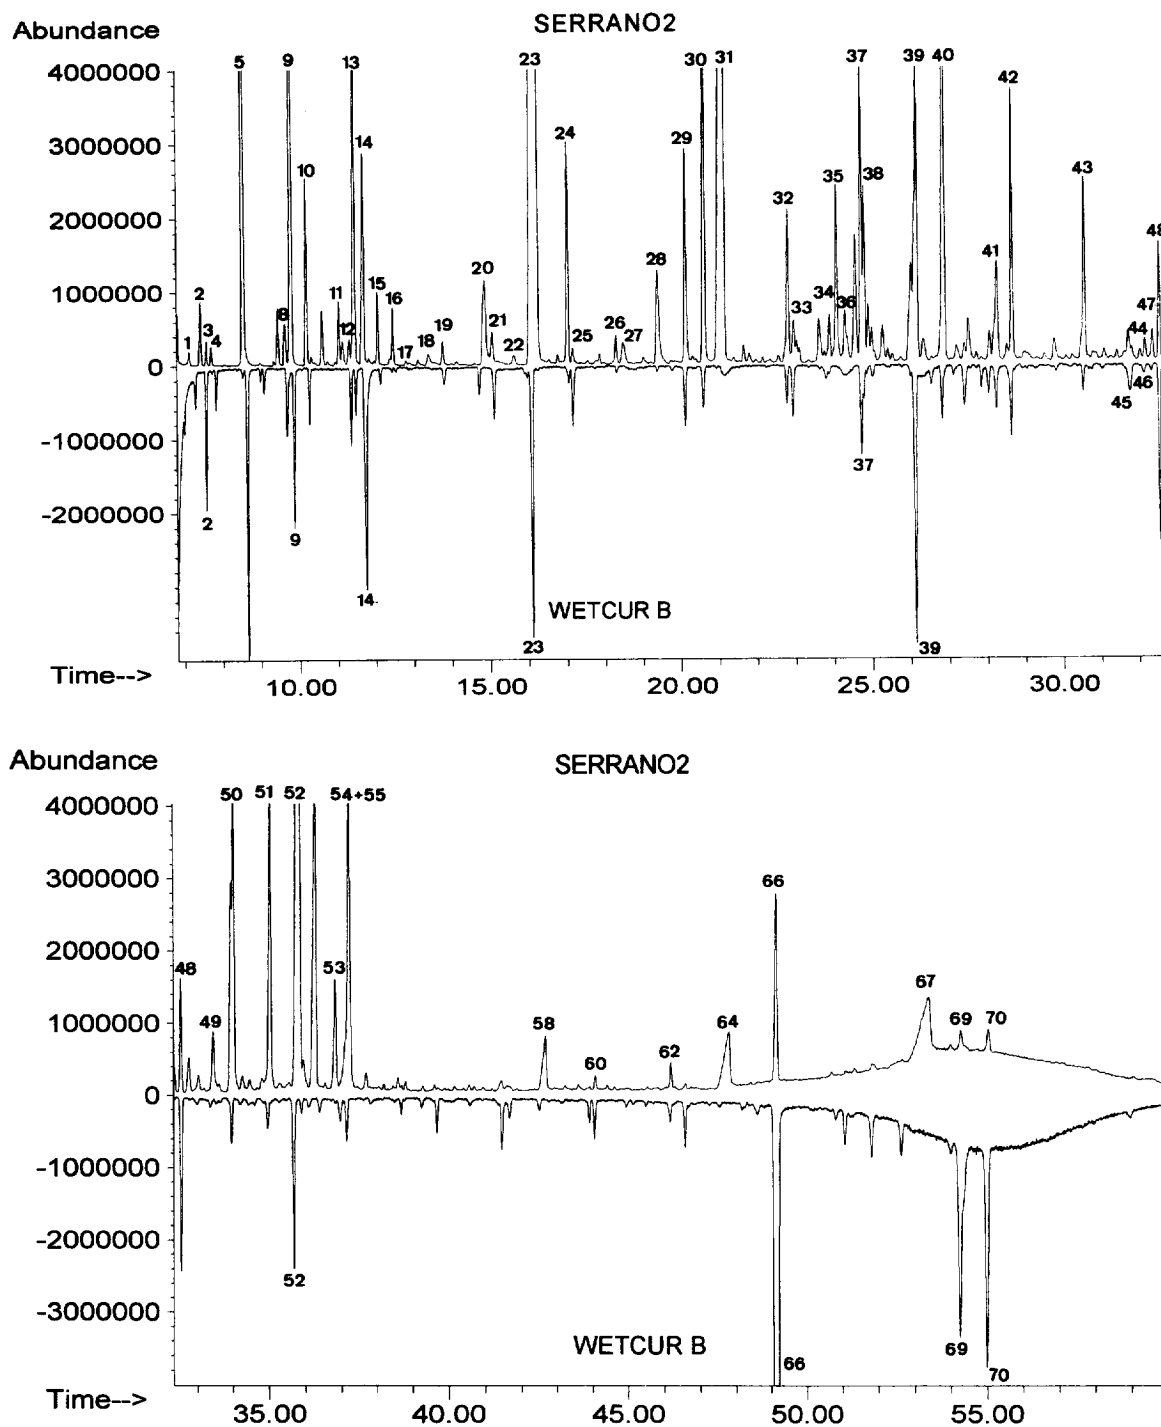 SERRANO2
Abundance
5 9 13 23 30 31 37 39 40
4000000
42
3000000
14 24 29
10 35 38 43
2000000
32
48
20 28 41
1000000
2 11 15 16 34 36 47
8 19 21 26 33 44
1 3 4 12 17 18 22 25 27
0
46
45
-1000000
37
-2000000
2
9
14
WETCUR B
23 39
Time-->
10.00 15.00 20.00 25.00 30.00
Abundance
SERRANO2
50 51 52 54+55
4000000
3000000
66
2000000
48 53
67
1000000
49 58 64 69 70
60 62
0
-1000000
-2000000
52
-3000000
WETCUR B
69
66
70
Time-->
35.00 40.00 45.00 50.00 55.00